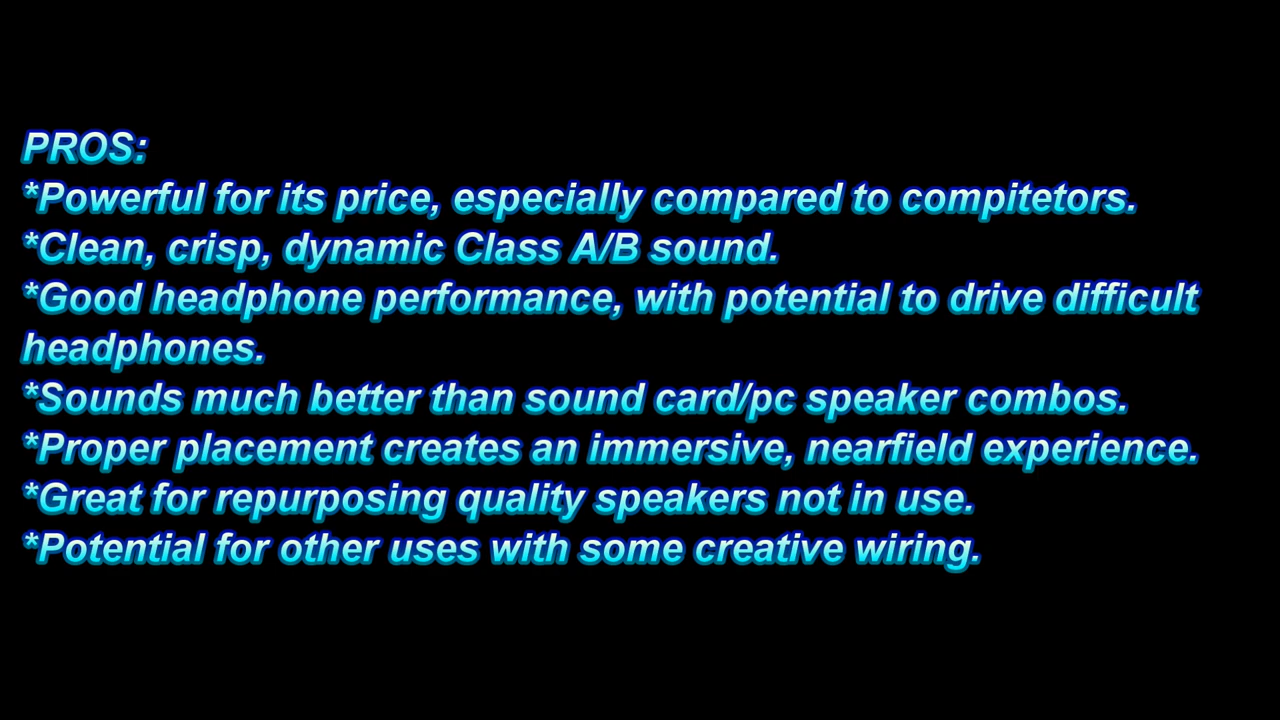 PROS:
*Powerful for its price, especially compared to compitetors.
*Clean, crisp, dynamic Class A/B sound.
*Good headphone performance, with potential to drive difficult
headphones.
*Sounds much better than sound card/pc speaker combos.
*Proper placement creates an immersive, nearfield experience.
*Great for repurposing quality speakers not in use.
*Potential for other uses with some creative wiring.